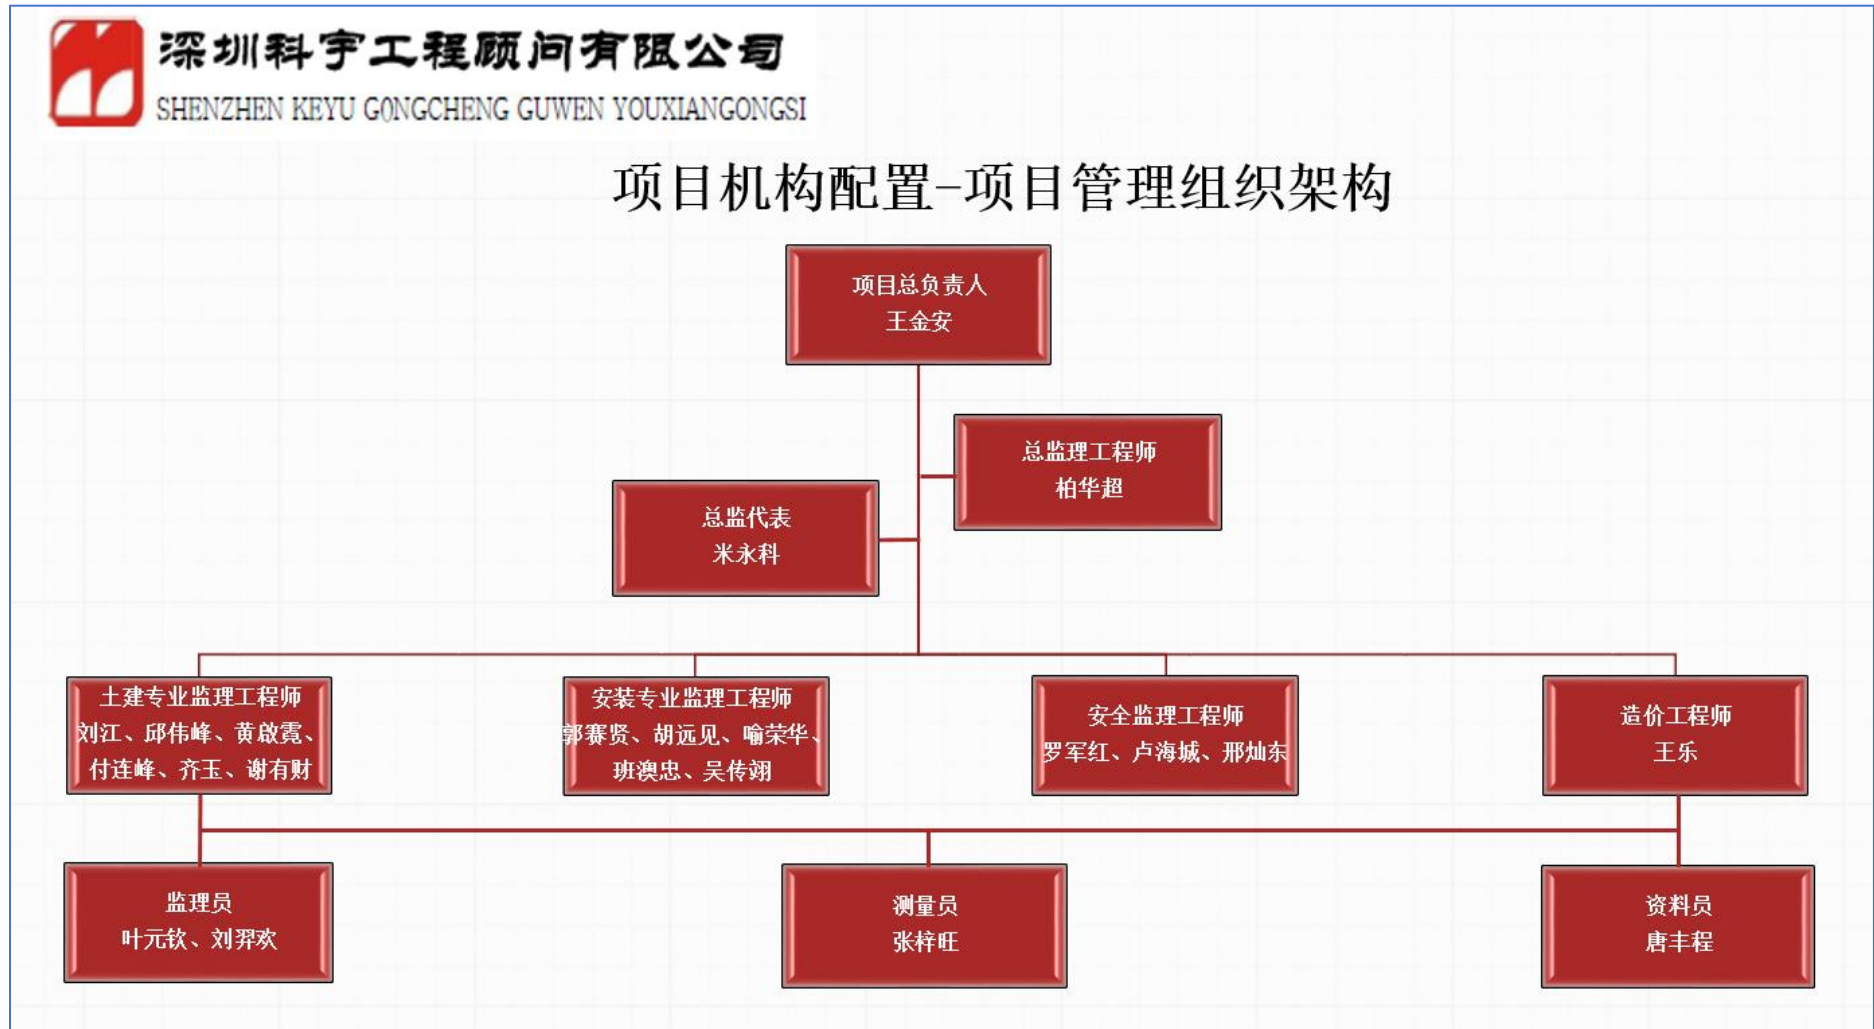 深圳科宇工程顾问有限公司
SHENZHEN KEYU GONGCHENG GUWEN YOUXIANGONGSI
项目机构配置-项目管理组织架构
项目总负责人
王金安
总监理工程师
柏华超
总监代表
米永科
土建专业监理工程师
刘江、邱伟峰、黄啟霓、
付连峰、齐玉、谢有财
安装专业监理工程师
郭赛贤、胡远见、喻荣华、
班澳忠、吴传翊
安全监理工程师
罗军红、卢海城、邢灿东
造价工程师
王乐
监理员
叶元钦、刘羿欢
测量员
张梓旺
资料员
唐丰程